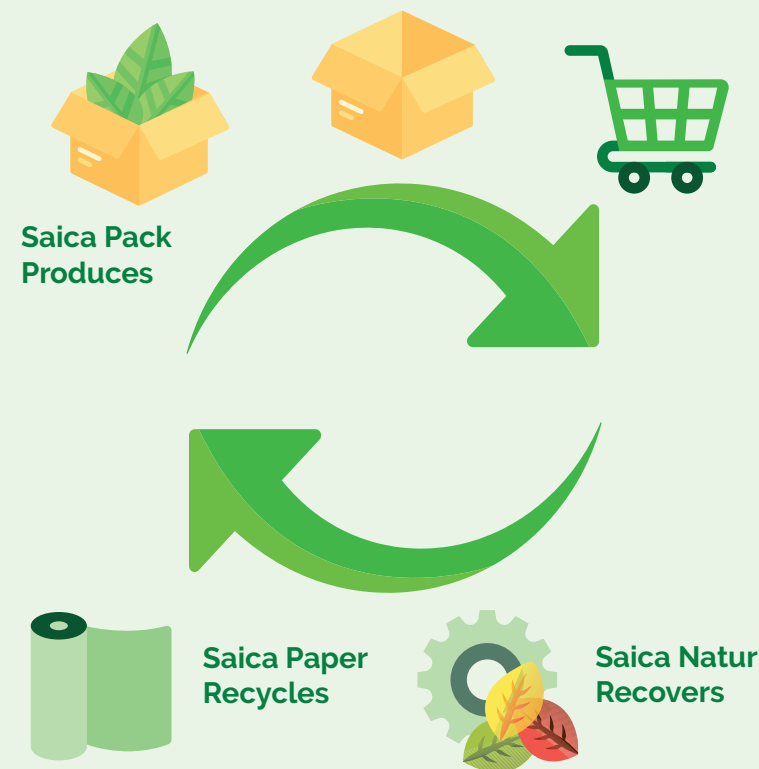 Saica Pack
Produces
Saica Paper
Recycles
Saica Natur
Recovers